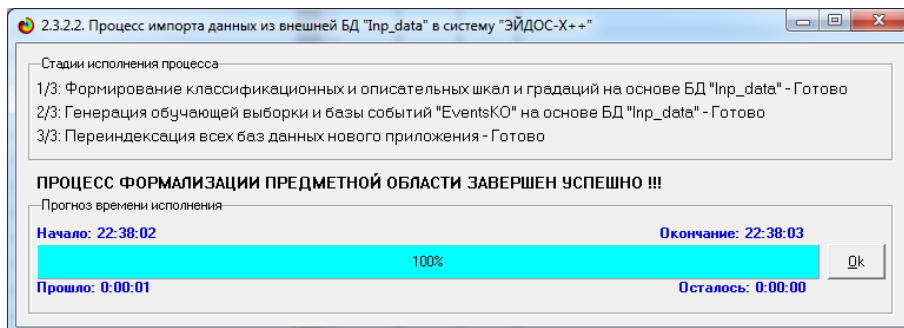 2.3.2.2. Процесс импорта данных из внешней БД "Inp_data" в систему "ЭЙДОС-X++"
Стадии исполнения процесса
1/3: Формирование классификационных и описательных шкал и градаций на основе БД "Inp_data" - Готово
2/3: Генерация обучающей выборки и базы событий "EventsKO" на основе БД "Inp_data" - Готово
3/3: Переиндексация всех баз данных нового приложения - Готово
ПРОЦЕСС ФОРМАЛИЗАЦИИ ПРЕДМЕТНОЙ ОБЛАСТИ ЗАВЕРШЕН УСПЕШНО !!!
Прогноз времени исполнения
Начало: 22:38:02 Окончание: 22:38:03
100% Ok
Прошло: 0:00:01 Осталось: 0:00:00